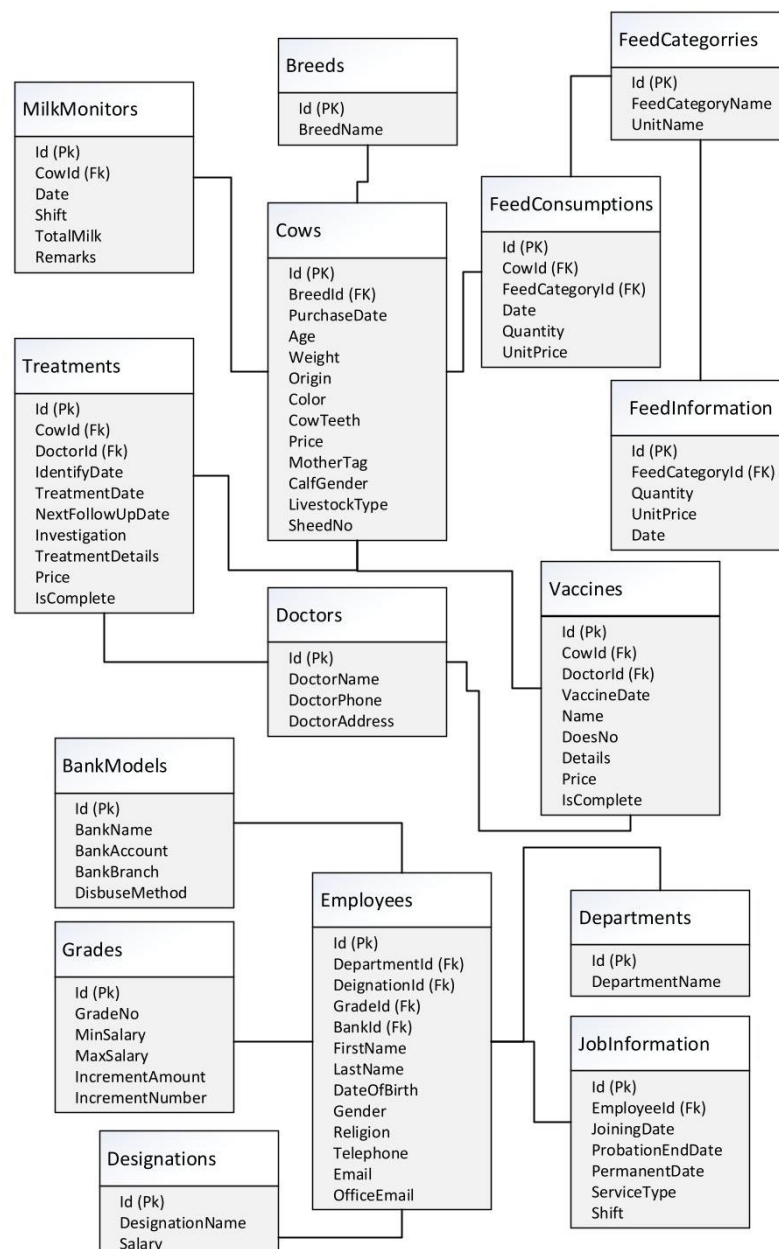 MilkMonitors
Id (Pk)
CowId (Fk)
Date
Shift
TotalMilk
Remarks
Breeds
Id (PK)
BreedName
FeedCategorries
Id (PK)
FeedCategoryName
UnitName
Cows
Id (PK)
BreedId (FK)
PurchaseDate
Age
Weight
Origin
Color
CowTeeth
Price
MotherTag
CalfGender
LivestockType
SheedNo
FeedConsumptions
Id (PK)
CowId (FK)
FeedCategoryId (FK)
Date
Quantity
UnitPrice
Treatments
Id (Pk)
CowId (Fk)
DoctorId (Fk)
IdentifyDate
TreatmentDate
NextFollowUpDate
Investigation
TreatmentDetails
Price
IsComplete
FeedInformation
Id (PK)
FeedCategoryId (FK)
Quantity
UnitPrice
Date
Doctors
Id (Pk)
DoctorName
DoctorPhone
DoctorAddress
Vaccines
Id (Pk)
CowId (Fk)
DoctorId (Fk)
VaccineDate
Name
DoesNo
Details
Price
IsComplete
BankModels
Id (Pk)
BankName
BankAccount
BankBranch
DisbuseMethod
Employees
Id (Pk)
DepartmentId (Fk)
DeignationId (Fk)
GradeId (Fk)
BankId (Fk)
FirstName
LastName
DateOfBirth
Gender
Religion
Telephone
Email
OfficeEmail
Departments
Id (Pk)
DepartmentName
Grades
Id (Pk)
GradeNo
MinSalary
MaxSalary
IncrementAmount
IncrementNumber
JobInformation
Id (Pk)
EmployeeId (Fk)
JoiningDate
ProbationEndDate
PermanentDate
ServiceType
Shift
Designations
Id (Pk)
DesignationName
Salary